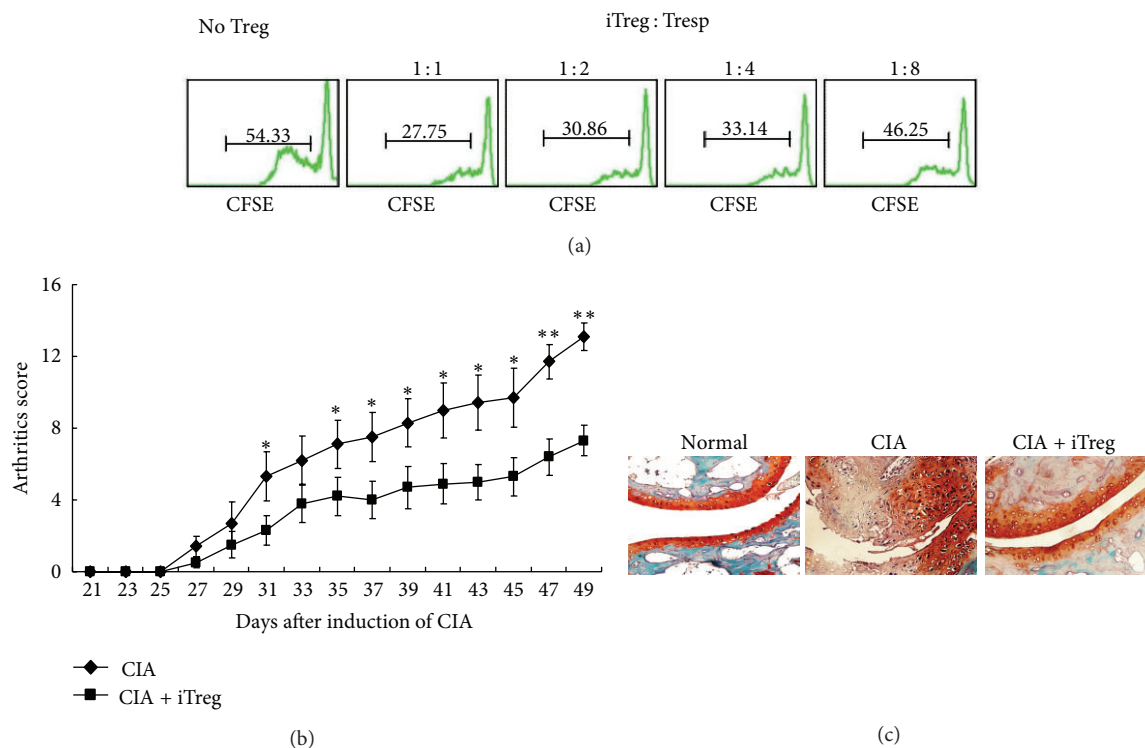 No Treg
iTreg : Tresp
1 : 1
1 : 2
1 : 4
1 : 8
54.33
27.75
30.86
33.14
46.25
CFSE
CFSE
CFSE
CFSE
CFSE
(a)
16
12
8
4
0
Arthritics score
*
*
*
*
*
*
*
**
**
21 23 25 27 29 31 33 35 37 39 41 43 45 47 49
Days after induction of CIA
CIA
CIA + iTreg
(b)
Normal
CIA
CIA + iTreg
(c)